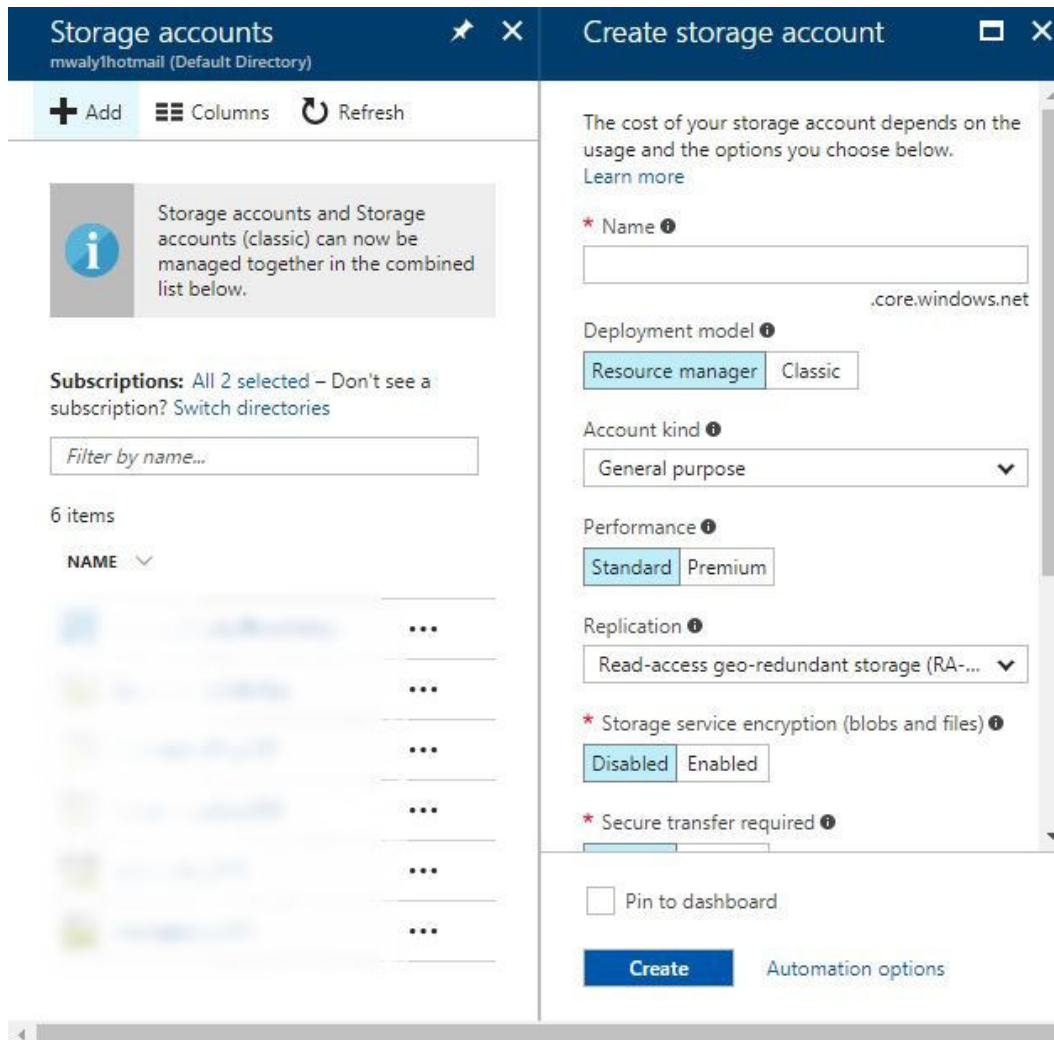 Storage accounts
mwaly1hotmail (Default Directory)
Add Columns Refresh
Storage accounts and Storage
accounts (classic) can now be
managed together in the combined
list below.
Subscriptions: All 2 selected – Don't see a
subscription? Switch directories
Filter by name...
6 items
NAME
Create storage account
The cost of your storage account depends on the
usage and the options you choose below.
Learn more
* Name
.core.windows.net
Deployment model
Resource manager Classic
Account kind
General purpose
Performance
Standard Premium
Replication
Read-access geo-redundant storage (RA-...
* Storage service encryption (blobs and files)
Disabled Enabled
* Secure transfer required
Pin to dashboard
Create Automation options